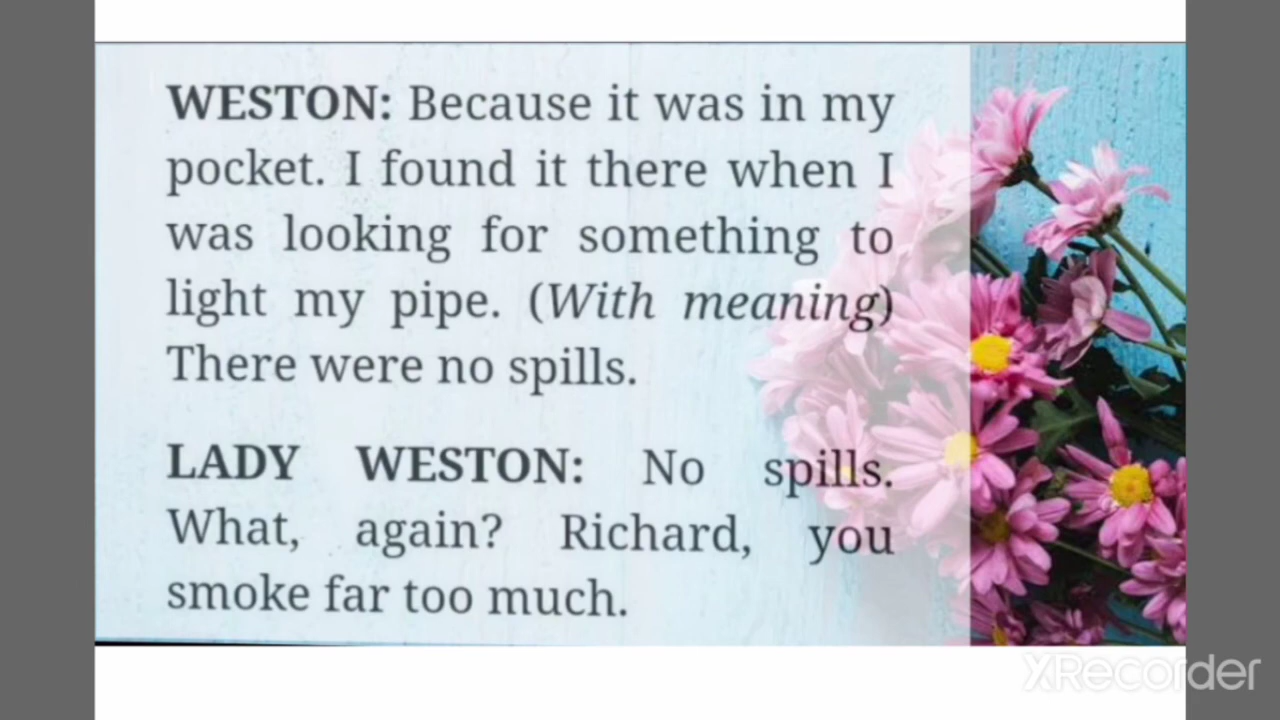 WESTON: Because it was in my
pocket. I found it there when I
was looking for something to
light my pipe. (With meaning)
There were no spills.
LADY WESTON: No spills.
What, again? Richard, you
smoke far too much.
XRecorder